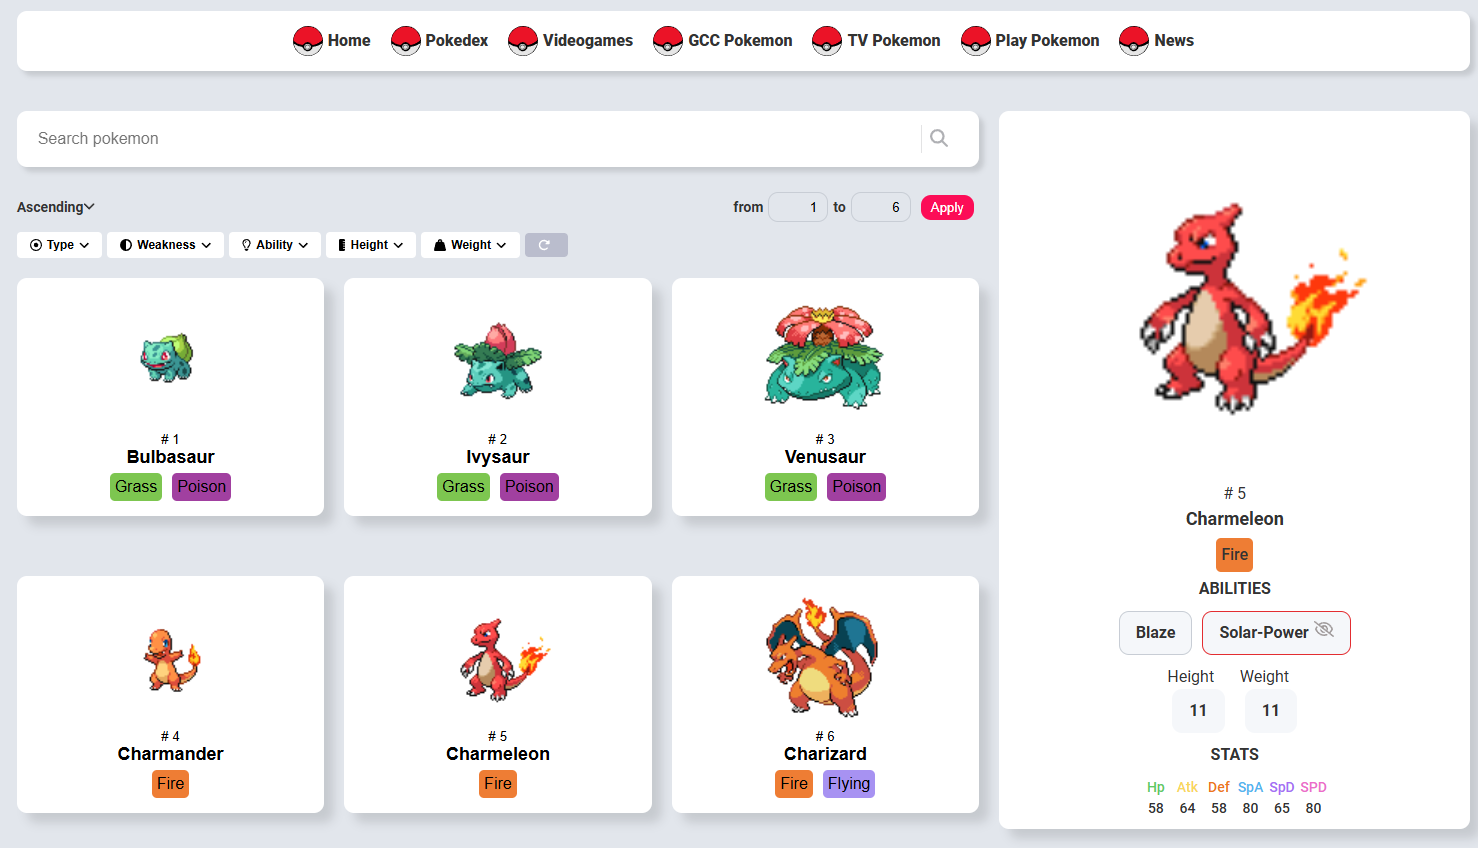 Home Pokedex Videogames GCC Pokemon TV Pokemon Play Pokemon News
Search pokemon
Ascending
from 1 to 6 Apply
Type Weakness Ability Height Weight
# 1
Bulbasaur
Grass Poison
# 2
Ivysaur
Grass Poison
# 3
Venusaur
Grass Poison
# 4
Charmander
Fire
# 5
Charmeleon
Fire
# 6
Charizard
Fire Flying
# 5
Charmeleon
Fire
ABILITIES
Blaze Solar-Power
Height Weight
11 11
STATS
Hp Atk Def SpA SpD SPD
58 64 58 80 65 80